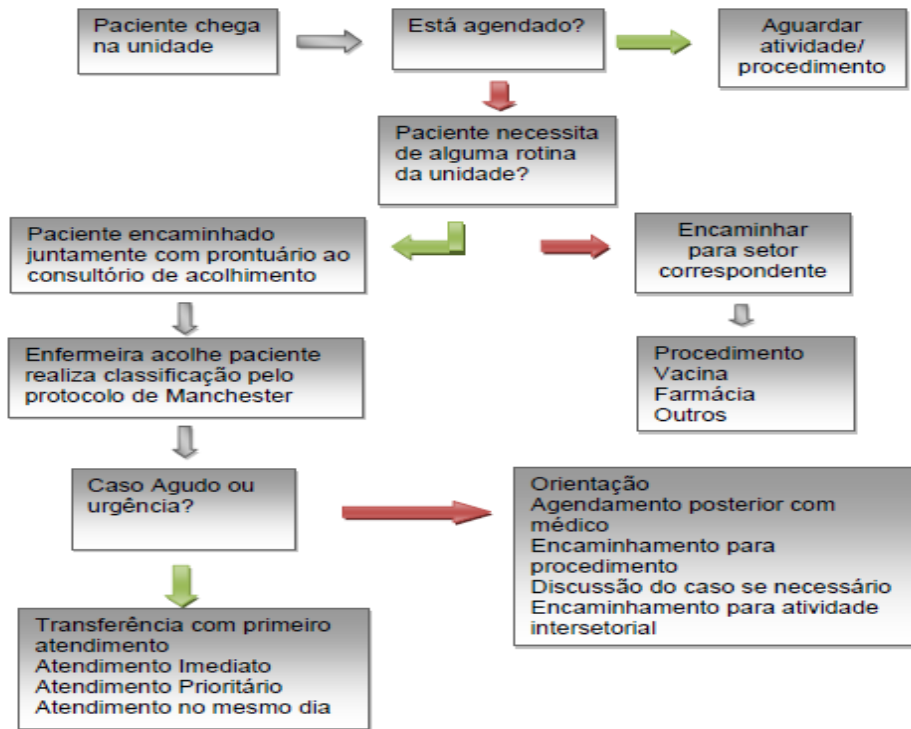 Paciente chega
na unidade
Está agendado?
Aguardar
atividade/
procedimento
Paciente necessita
de alguma rotina
da unidade?
Paciente encaminhado
juntamente com prontuário ao
consultório de acolhimento
Encaminhar
para setor
correspondente
Enfermeira acolhe paciente
realiza classificação pelo
protocolo de Manchester
Procedimento
Vacina
Farmácia
Outros
Caso Agudo ou
urgência?
Orientação
Agendamento posterior com
médico
Encaminhamento para
procedimento
Discussão do caso se necessário
Encaminhamento para atividade
intersetorial
Transferência com primeiro
atendimento
Atendimento Imediato
Atendimento Prioritário
Atendimento no mesmo dia